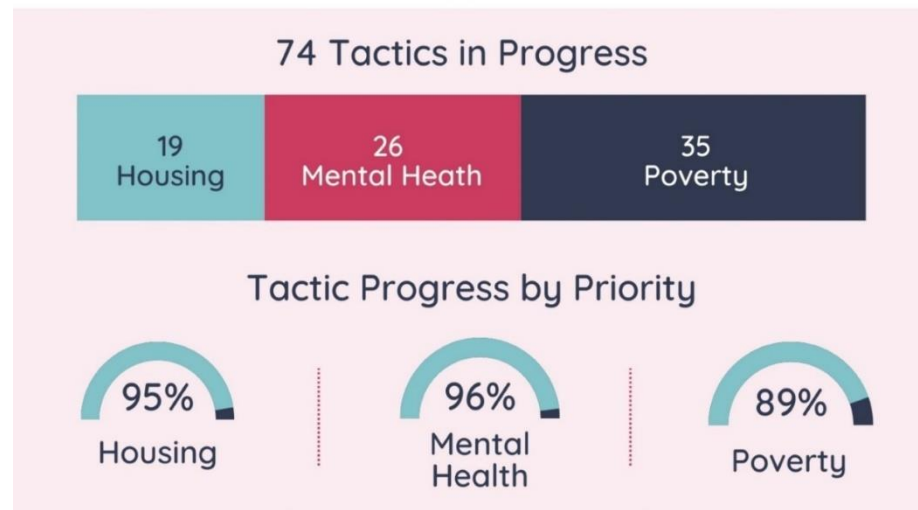 74 Tactics in Progress
19
Housing
26
Mental Heath
35
Poverty
Tactic Progress by Priority
95%
Housing
96%
Mental
Health
89%
Poverty